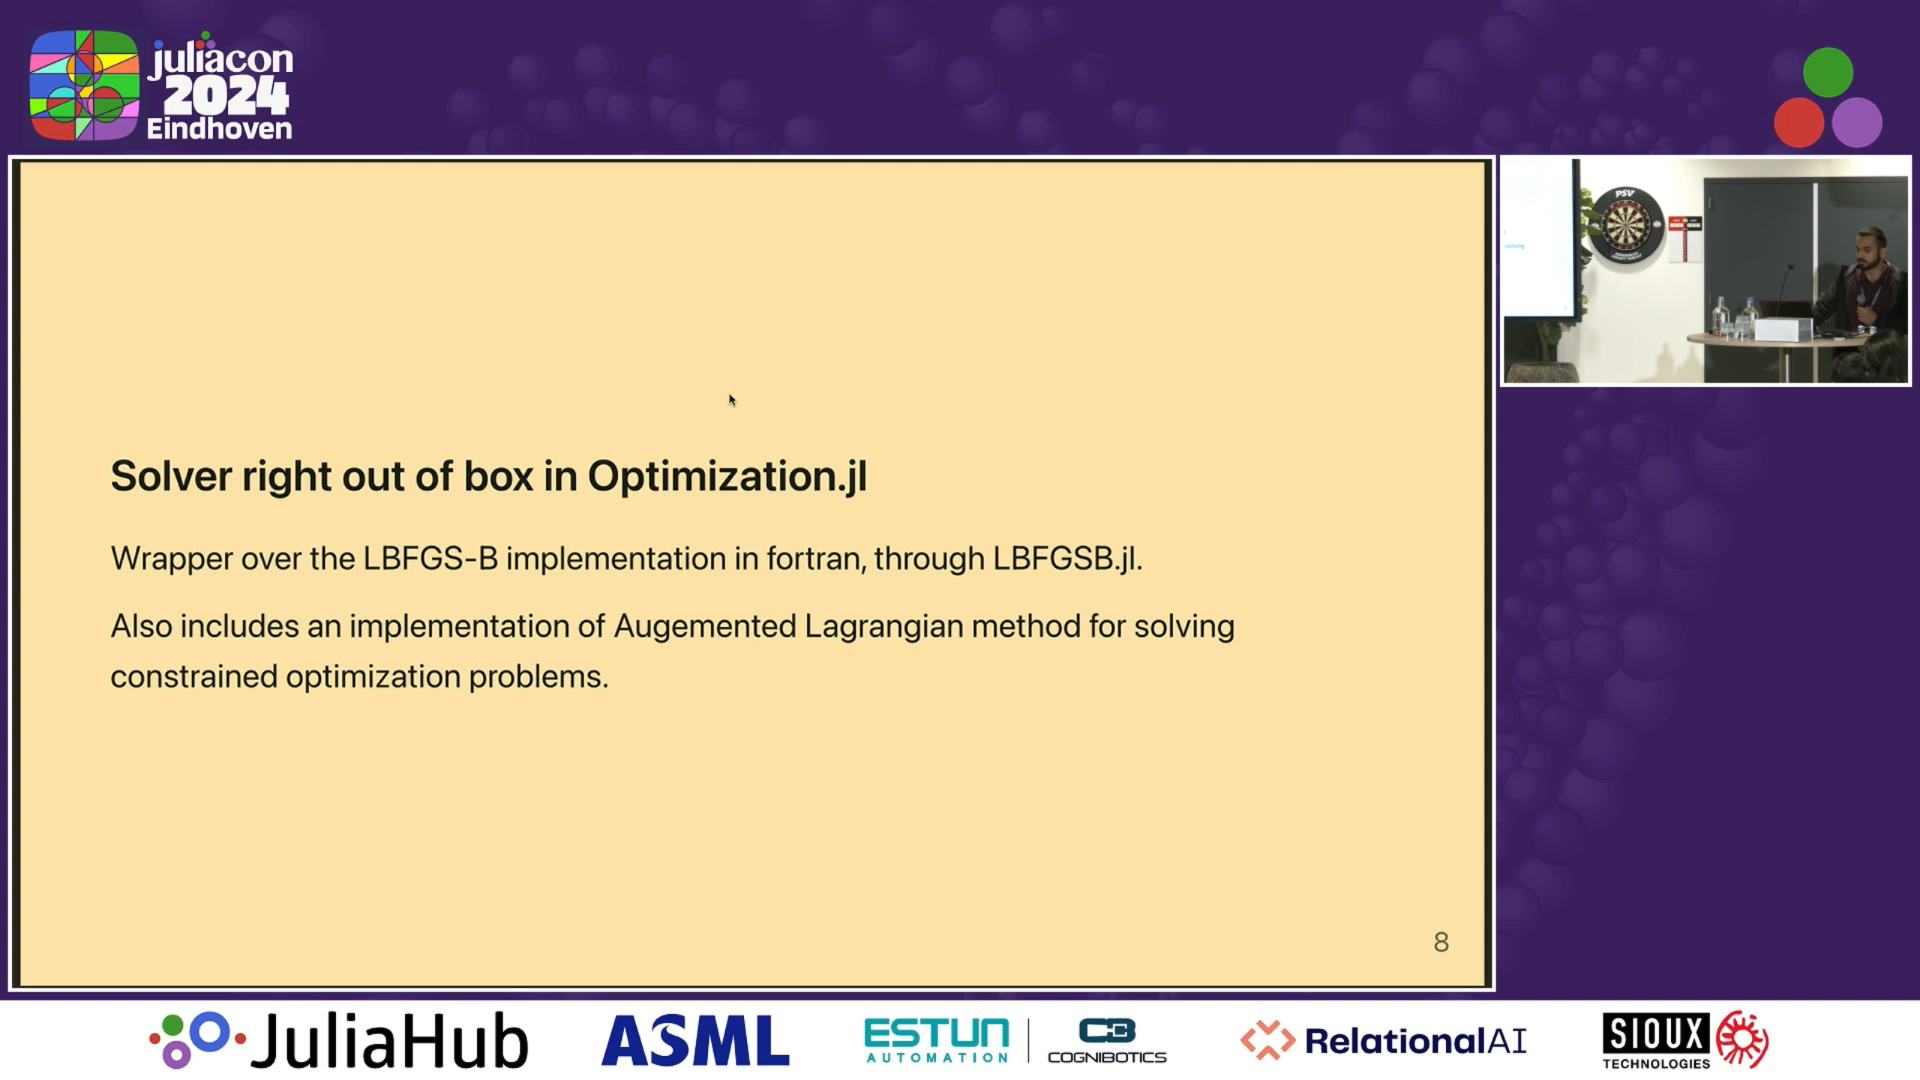 juliacon
2024
Eindhoven
PSV
Solver right out of box in Optimization.jl
Wrapper over the LBFGS-B implementation in fortran, through LBFGSB.jl.
Also includes an implementation of Augemented Lagrangian method for solving
constrained optimization problems.
8
JuliaHub
ASML
ESTUN
AUTOMATION
COGNIBOTICS
RelationalAI
SIOUX
TECHNOLOGIES